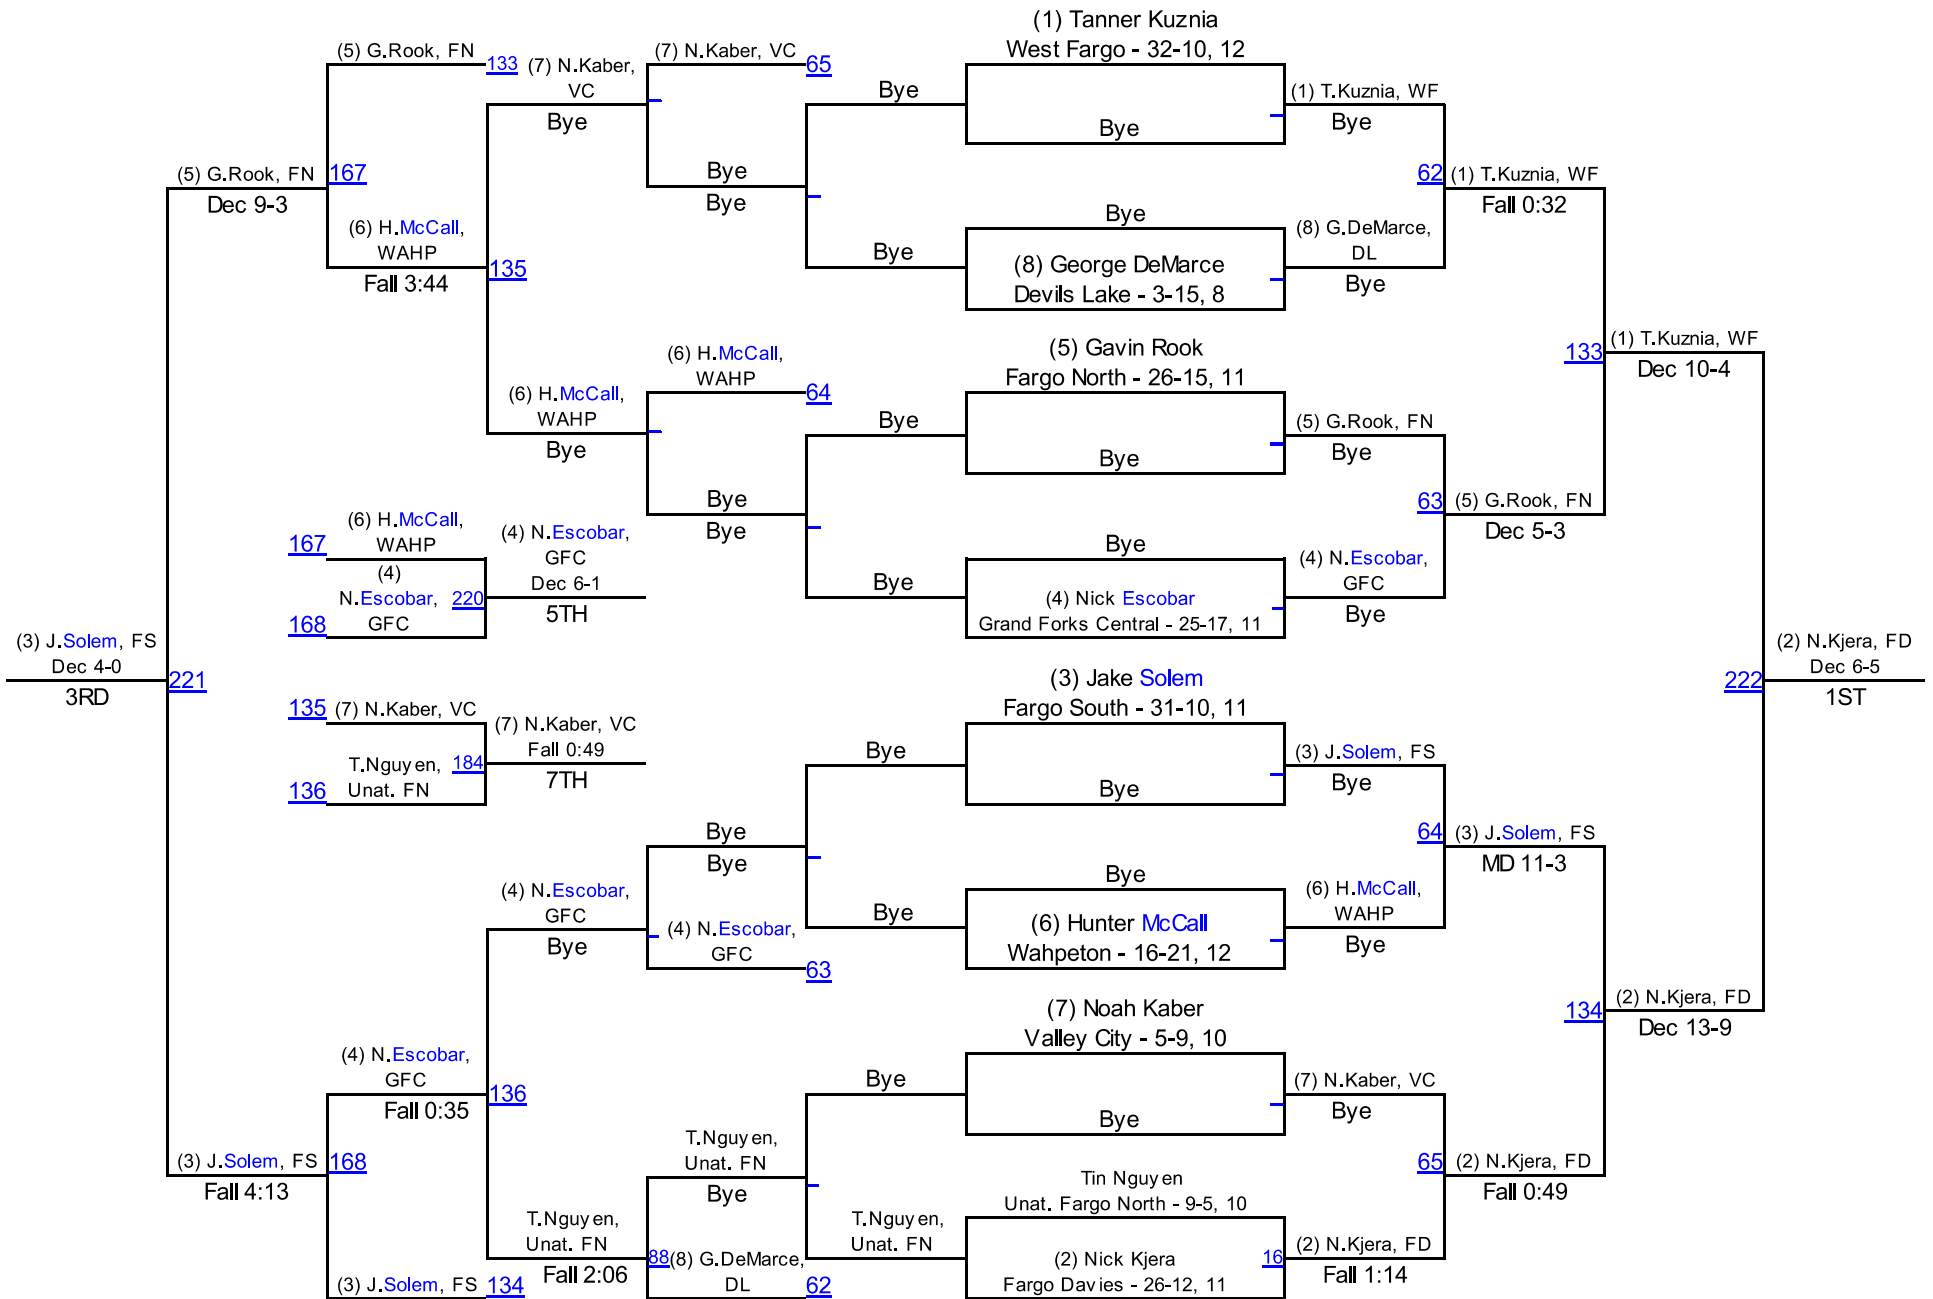 (1) Tanner Kuznia
West Fargo - 32-10, 12
Bye
Bye
(8) George DeMarce
Devils Lake - 3-15, 8
(5) Gavin Rook
Fargo North - 26-15, 11
Bye
Bye
(4) Nick Escobar
Grand Forks Central - 25-17, 11
(3) Jake Solem
Fargo South - 31-10, 11
Bye
Bye
(6) Hunter McCall
Wahpeton - 16-21, 12
(7) Noah Kaber
Valley City - 5-9, 10
Bye
Tin Nguyen
Unat. Fargo North - 9-5, 10
(2) Nick Kjera
Fargo Davies - 26-12, 11
16
(1) T.Kuznia, WF
Bye
62
(8) G.DeMarce,
DL
Bye
(5) G.Rook, FN
Bye
63
(4) N.Escobar,
GFC
Bye
(3) J.Solem, FS
Bye
64
(6) H.McCall,
WAHP
Bye
(7) N.Kaber, VC
Bye
65
(2) N.Kjera, FD
Fall 1:14
(1) T.Kuznia, WF
Fall 0:32
133
(5) G.Rook, FN
Dec 5-3
(3) J.Solem, FS
MD 11-3
134
(2) N.Kjera, FD
Fall 0:49
(1) T.Kuznia, WF
Dec 10-4
222
(2) N.Kjera, FD
Dec 13-9
(2) N.Kjera, FD
Dec 6-5
1ST
Bye
Bye
Bye
Bye
Bye
Bye
Bye
T.Nguyen,
Unat. FN
(7) N.Kaber, VC
65
Bye
Bye
(6) H.McCall,
WAHP
64
Bye
Bye
Bye
Bye
(4) N.Escobar,
GFC
63
T.Nguyen,
Unat. FN
Bye
88
(8) G.DeMarce,
DL
62
(7) N.Kaber,
VC
Bye
135
(6) H.McCall,
WAHP
Bye
(4) N.Escobar,
GFC
Bye
136
T.Nguyen,
Unat. FN
Fall 2:06
(5) G.Rook, FN
133
167
(6) H.McCall,
WAHP
Fall 3:44
(4) N.Escobar,
GFC
Fall 0:35
168
(3) J.Solem, FS
134
(5) G.Rook, FN
Dec 9-3
221
(3) J.Solem, FS
Fall 4:13
(3) J.Solem, FS
Dec 4-0
3RD
167
(6) H.McCall,
WAHP
168
(4)
N.Escobar,
GFC
220
(4) N.Escobar,
GFC
Dec 6-1
5TH
135
(7) N.Kaber, VC
136
T.Nguyen,
Unat. FN
184
(7) N.Kaber, VC
Fall 0:49
7TH